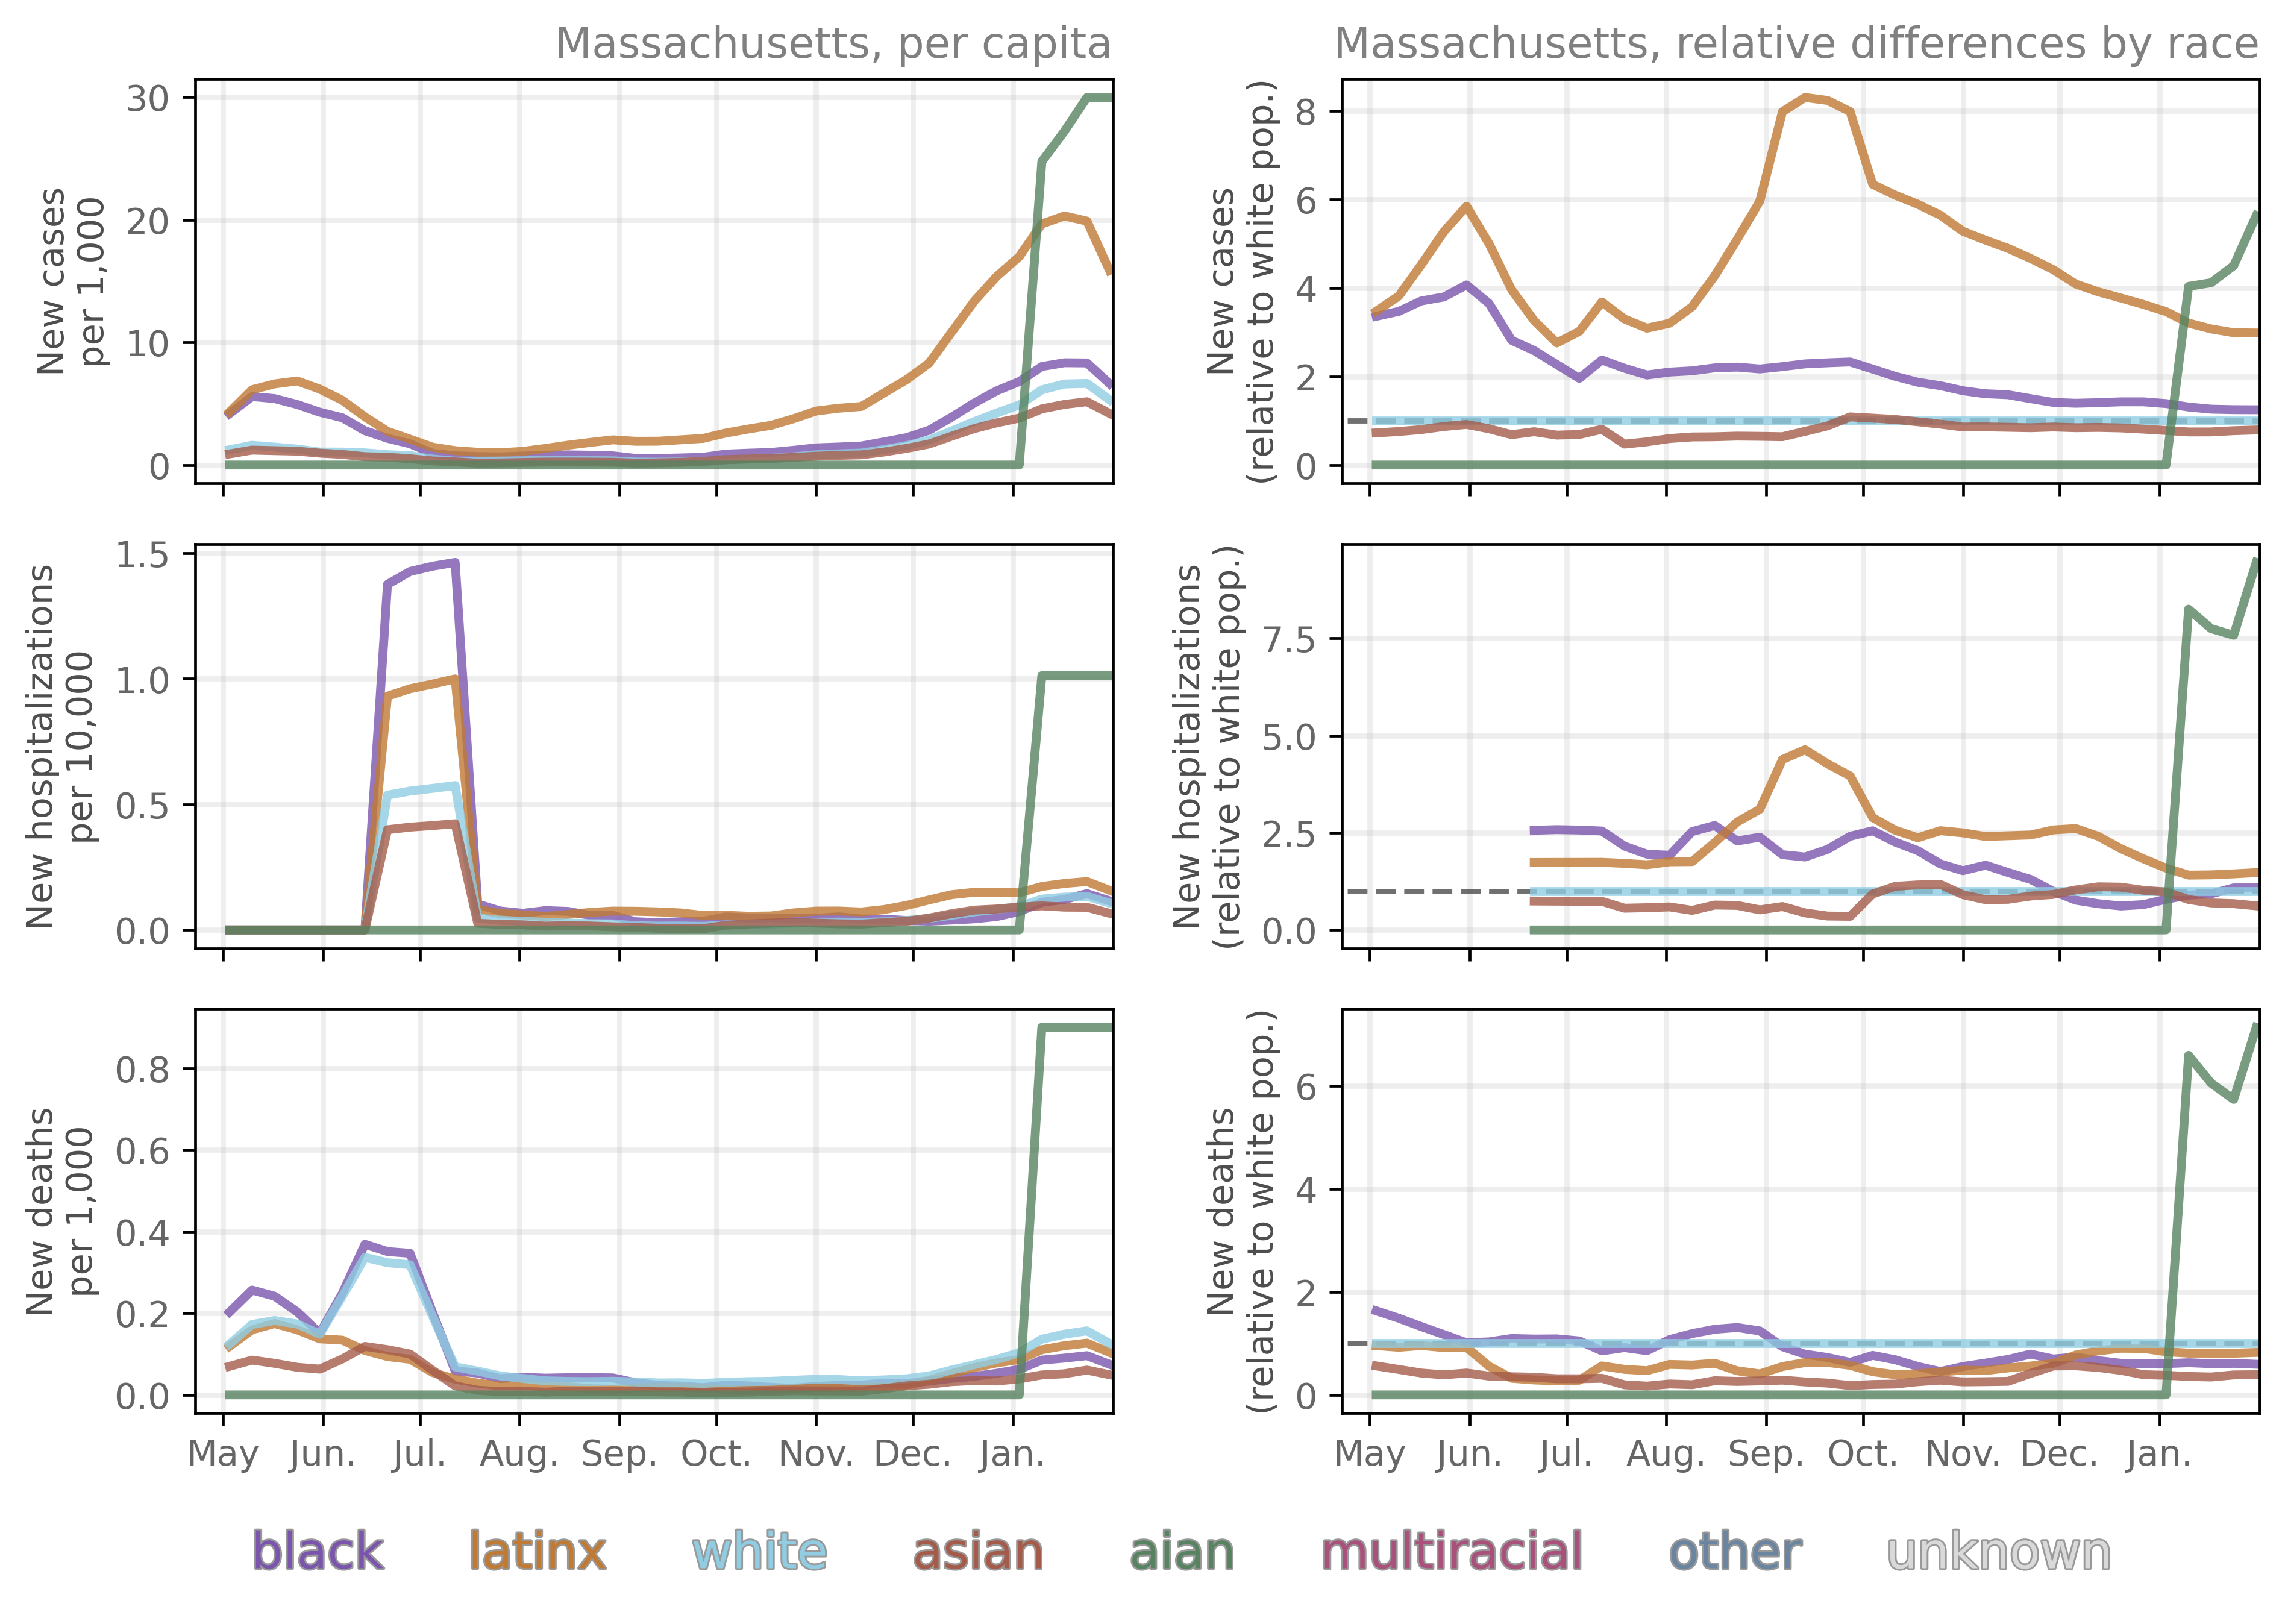 Massachusetts, per capita
Massachusetts, relative differences by race
New cases
per 1,000
30
20
10
0
New cases
(relative to white pop.)
8
6
4
2
0
New hospitalizations
per 10,000
1.5
1.0
0.5
0.0
New hospitalizations
(relative to white pop.)
7.5
5.0
2.5
0.0
New deaths
per 1,000
0.8
0.6
0.4
0.2
0.0
New deaths
(relative to white pop.)
6
4
2
0
May Jun. Jul. Aug. Sep. Oct. Nov. Dec. Jan.
May Jun. Jul. Aug. Sep. Oct. Nov. Dec. Jan.
black latinx white asian aian multiracial other unknown